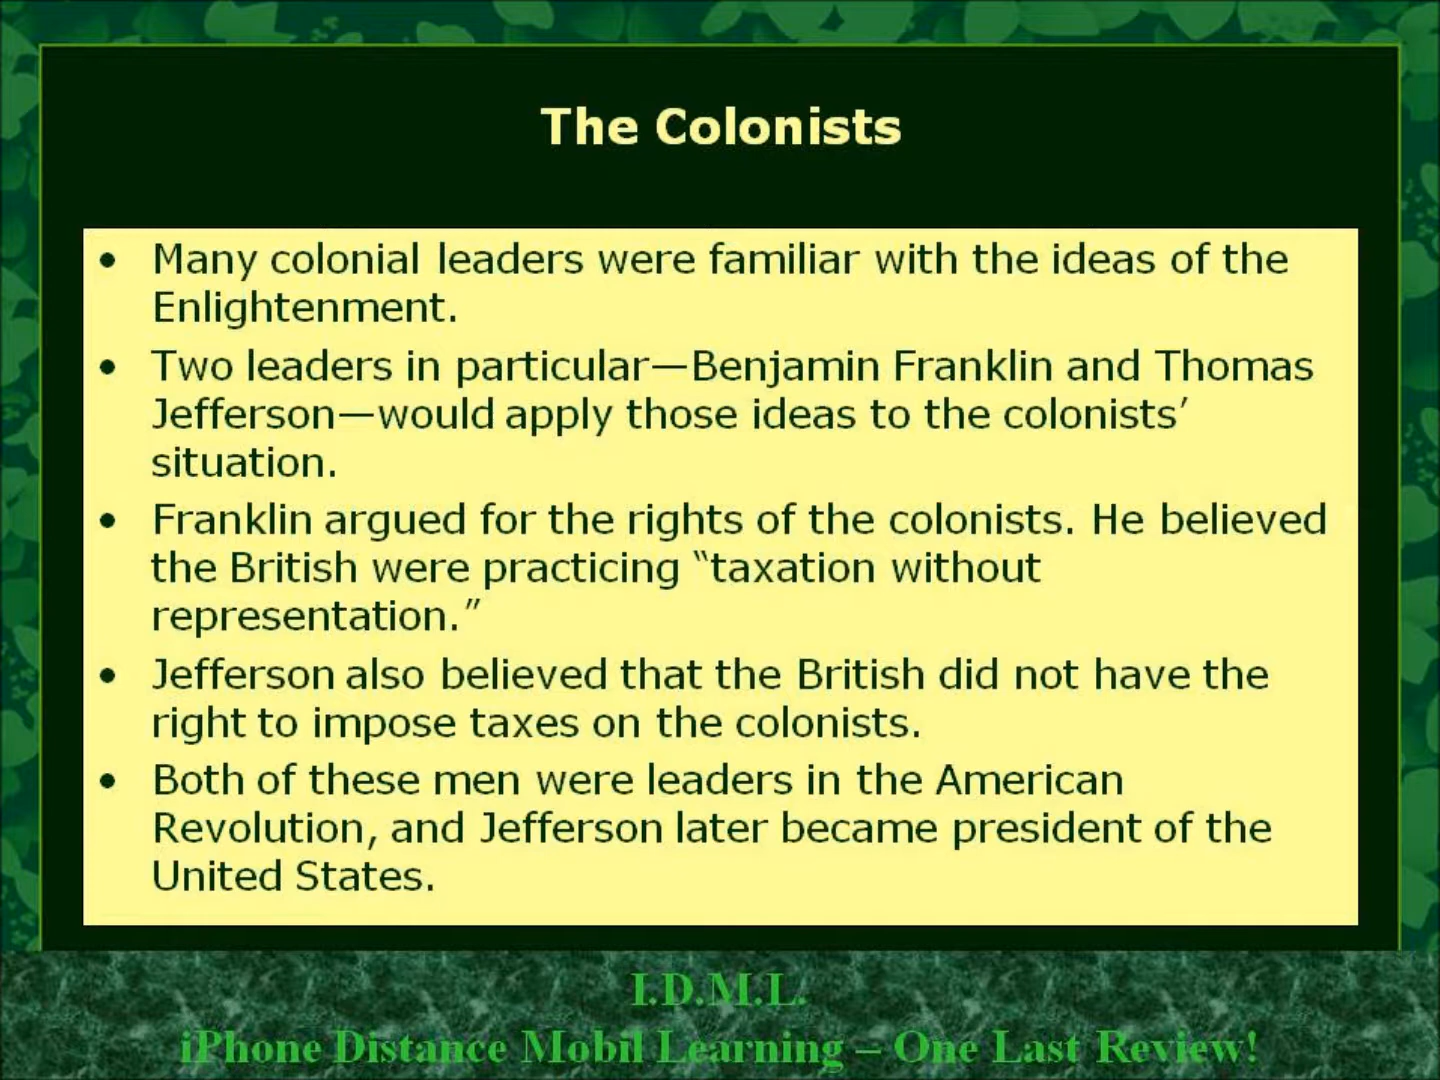 The Colonists
• Many colonial leaders were familiar with the ideas of the
Enlightenment.
• Two leaders in particular—Benjamin Franklin and Thomas
Jefferson—would apply those ideas to the colonists’
situation.
• Franklin argued for the rights of the colonists. He believed
the British were practicing “taxation without
representation.”
• Jefferson also believed that the British did not have the
right to impose taxes on the colonists.
• Both of these men were leaders in the American
Revolution, and Jefferson later became president of the
United States.
I.D.M.L.
iPhone Distance Mobil Learning – One Last Review!